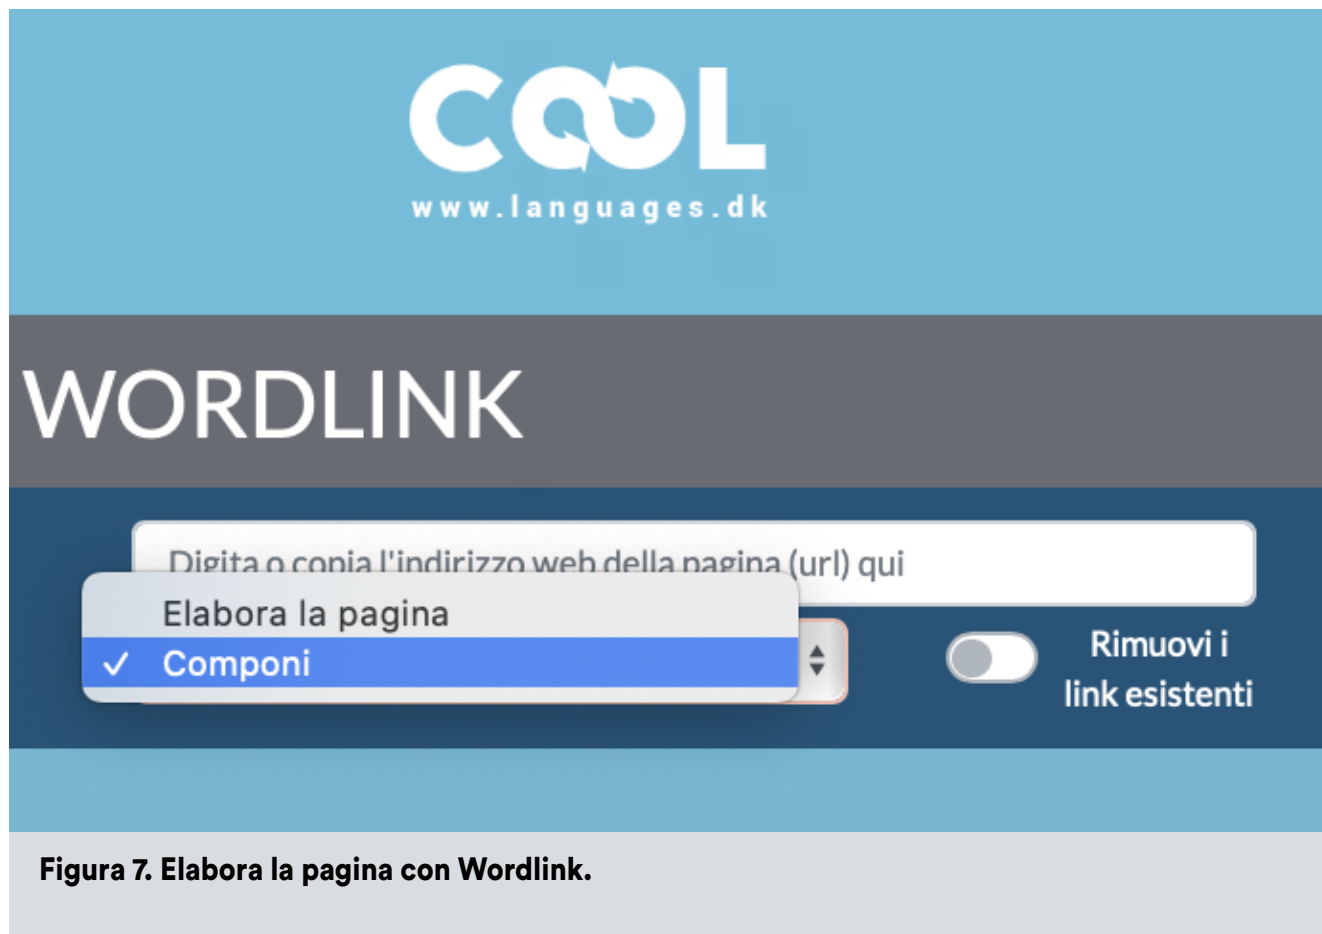 COOL
www.languages.dk
WORDLINK
Digita o copia l'indirizzo web della pagina (url) qui
Elabora la pagina
Componi
Rimuovi i
link esistenti
Figura 7. Elabora la pagina con Wordlink.